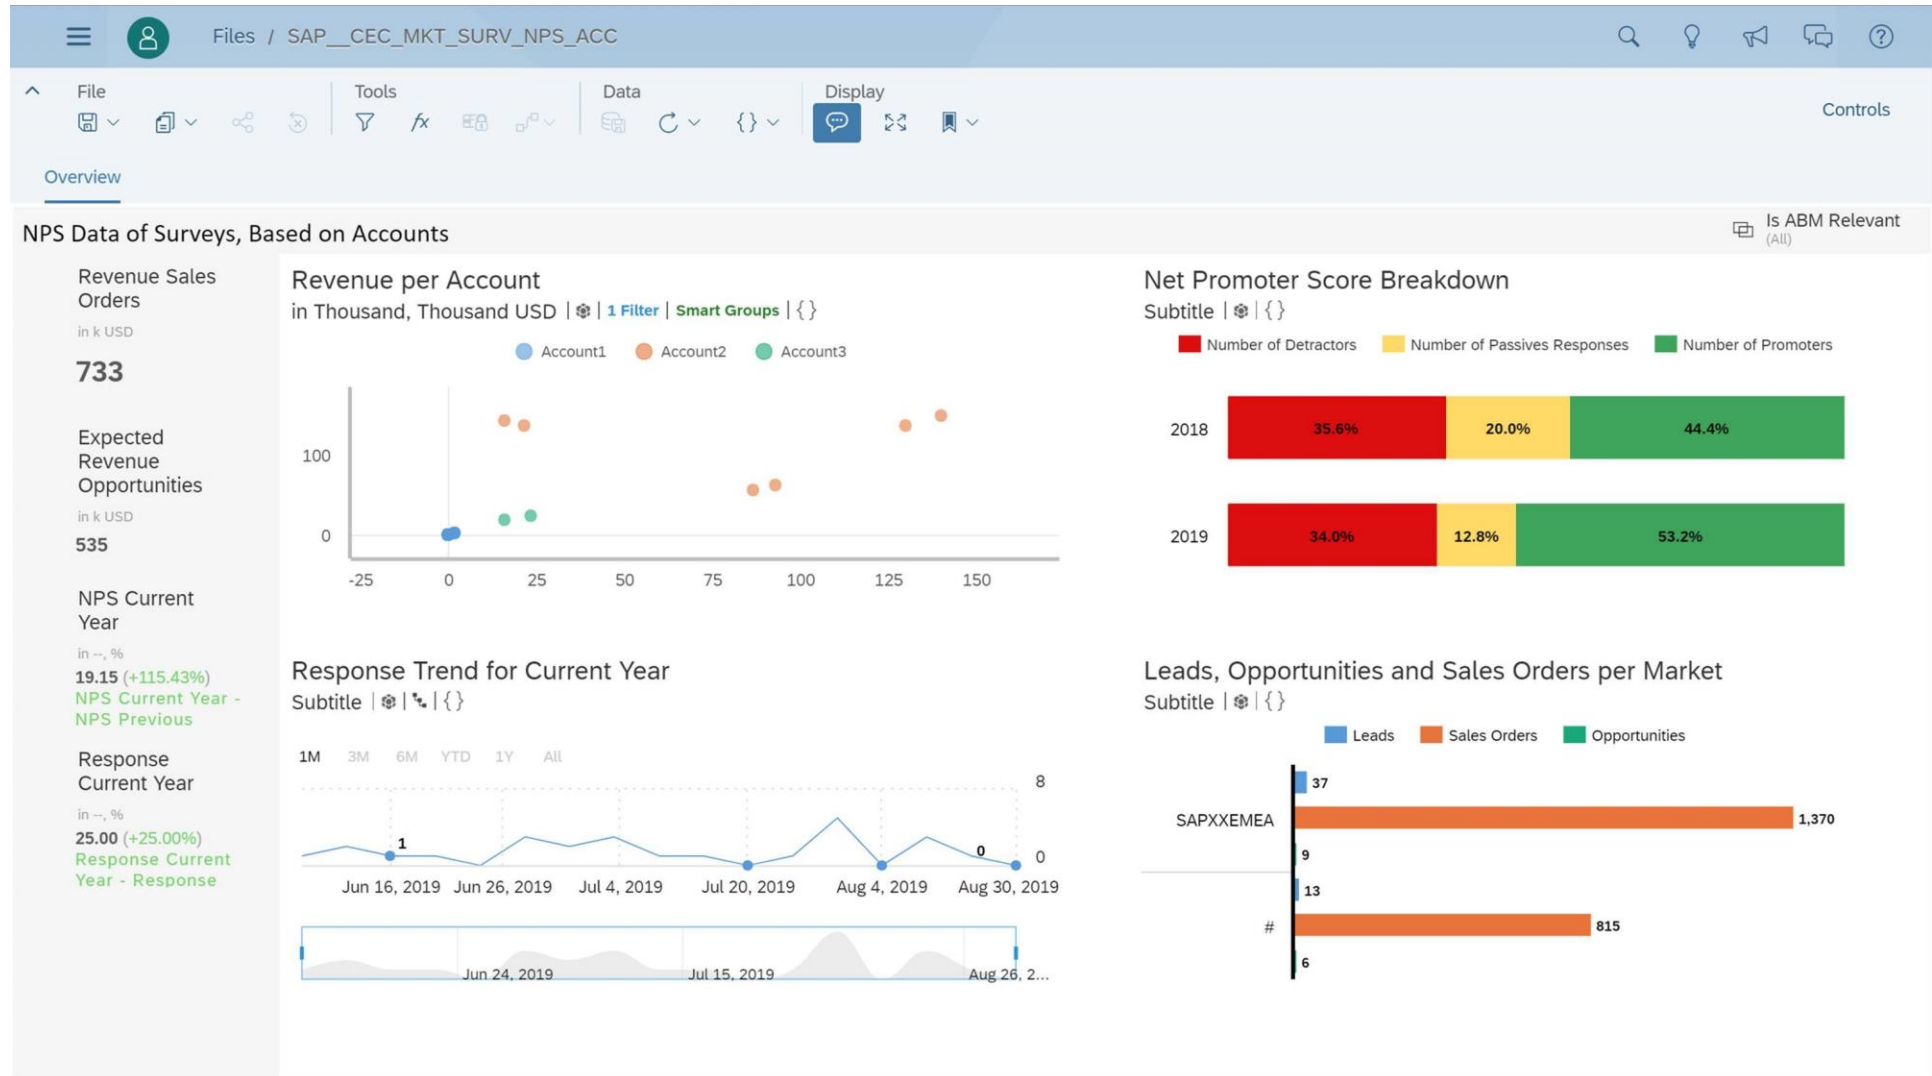 Files / SAP__CEC_MKT_SURV_NPS_ACC
File
Tools
Data
Display
Controls
Overview
NPS Data of Surveys, Based on Accounts
Is ABM Relevant
(All)
Revenue Sales
Orders
in k USD
733
Expected
Revenue
Opportunities
in k USD
535
NPS Current
Year
in --, %
19.15 (+115.43%)
NPS Current Year -
NPS Previous
Response
Current Year
in --, %
25.00 (+25.00%)
Response Current
Year - Response
Revenue per Account
in Thousand, Thousand USD | 1 Filter | Smart Groups | { }
Account1 Account2 Account3
100
0
-25 0 25 50 75 100 125 150
Net Promoter Score Breakdown
Subtitle | { }
Number of Detractors Number of Passives Responses Number of Promoters
2018 35.6% 20.0% 44.4%
2019 34.0% 12.8% 53.2%
Response Trend for Current Year
Subtitle | { }
1M 3M 6M YTD 1Y All
8
1
0
0
Jun 16, 2019 Jun 26, 2019 Jul 4, 2019 Jul 20, 2019 Aug 4, 2019 Aug 30, 2019
Jun 24, 2019 Jul 15, 2019 Aug 26, 2...
Leads, Opportunities and Sales Orders per Market
Subtitle | { }
Leads Sales Orders Opportunities
37
SAPXXEMEA 1,370
9
13
# 815
6